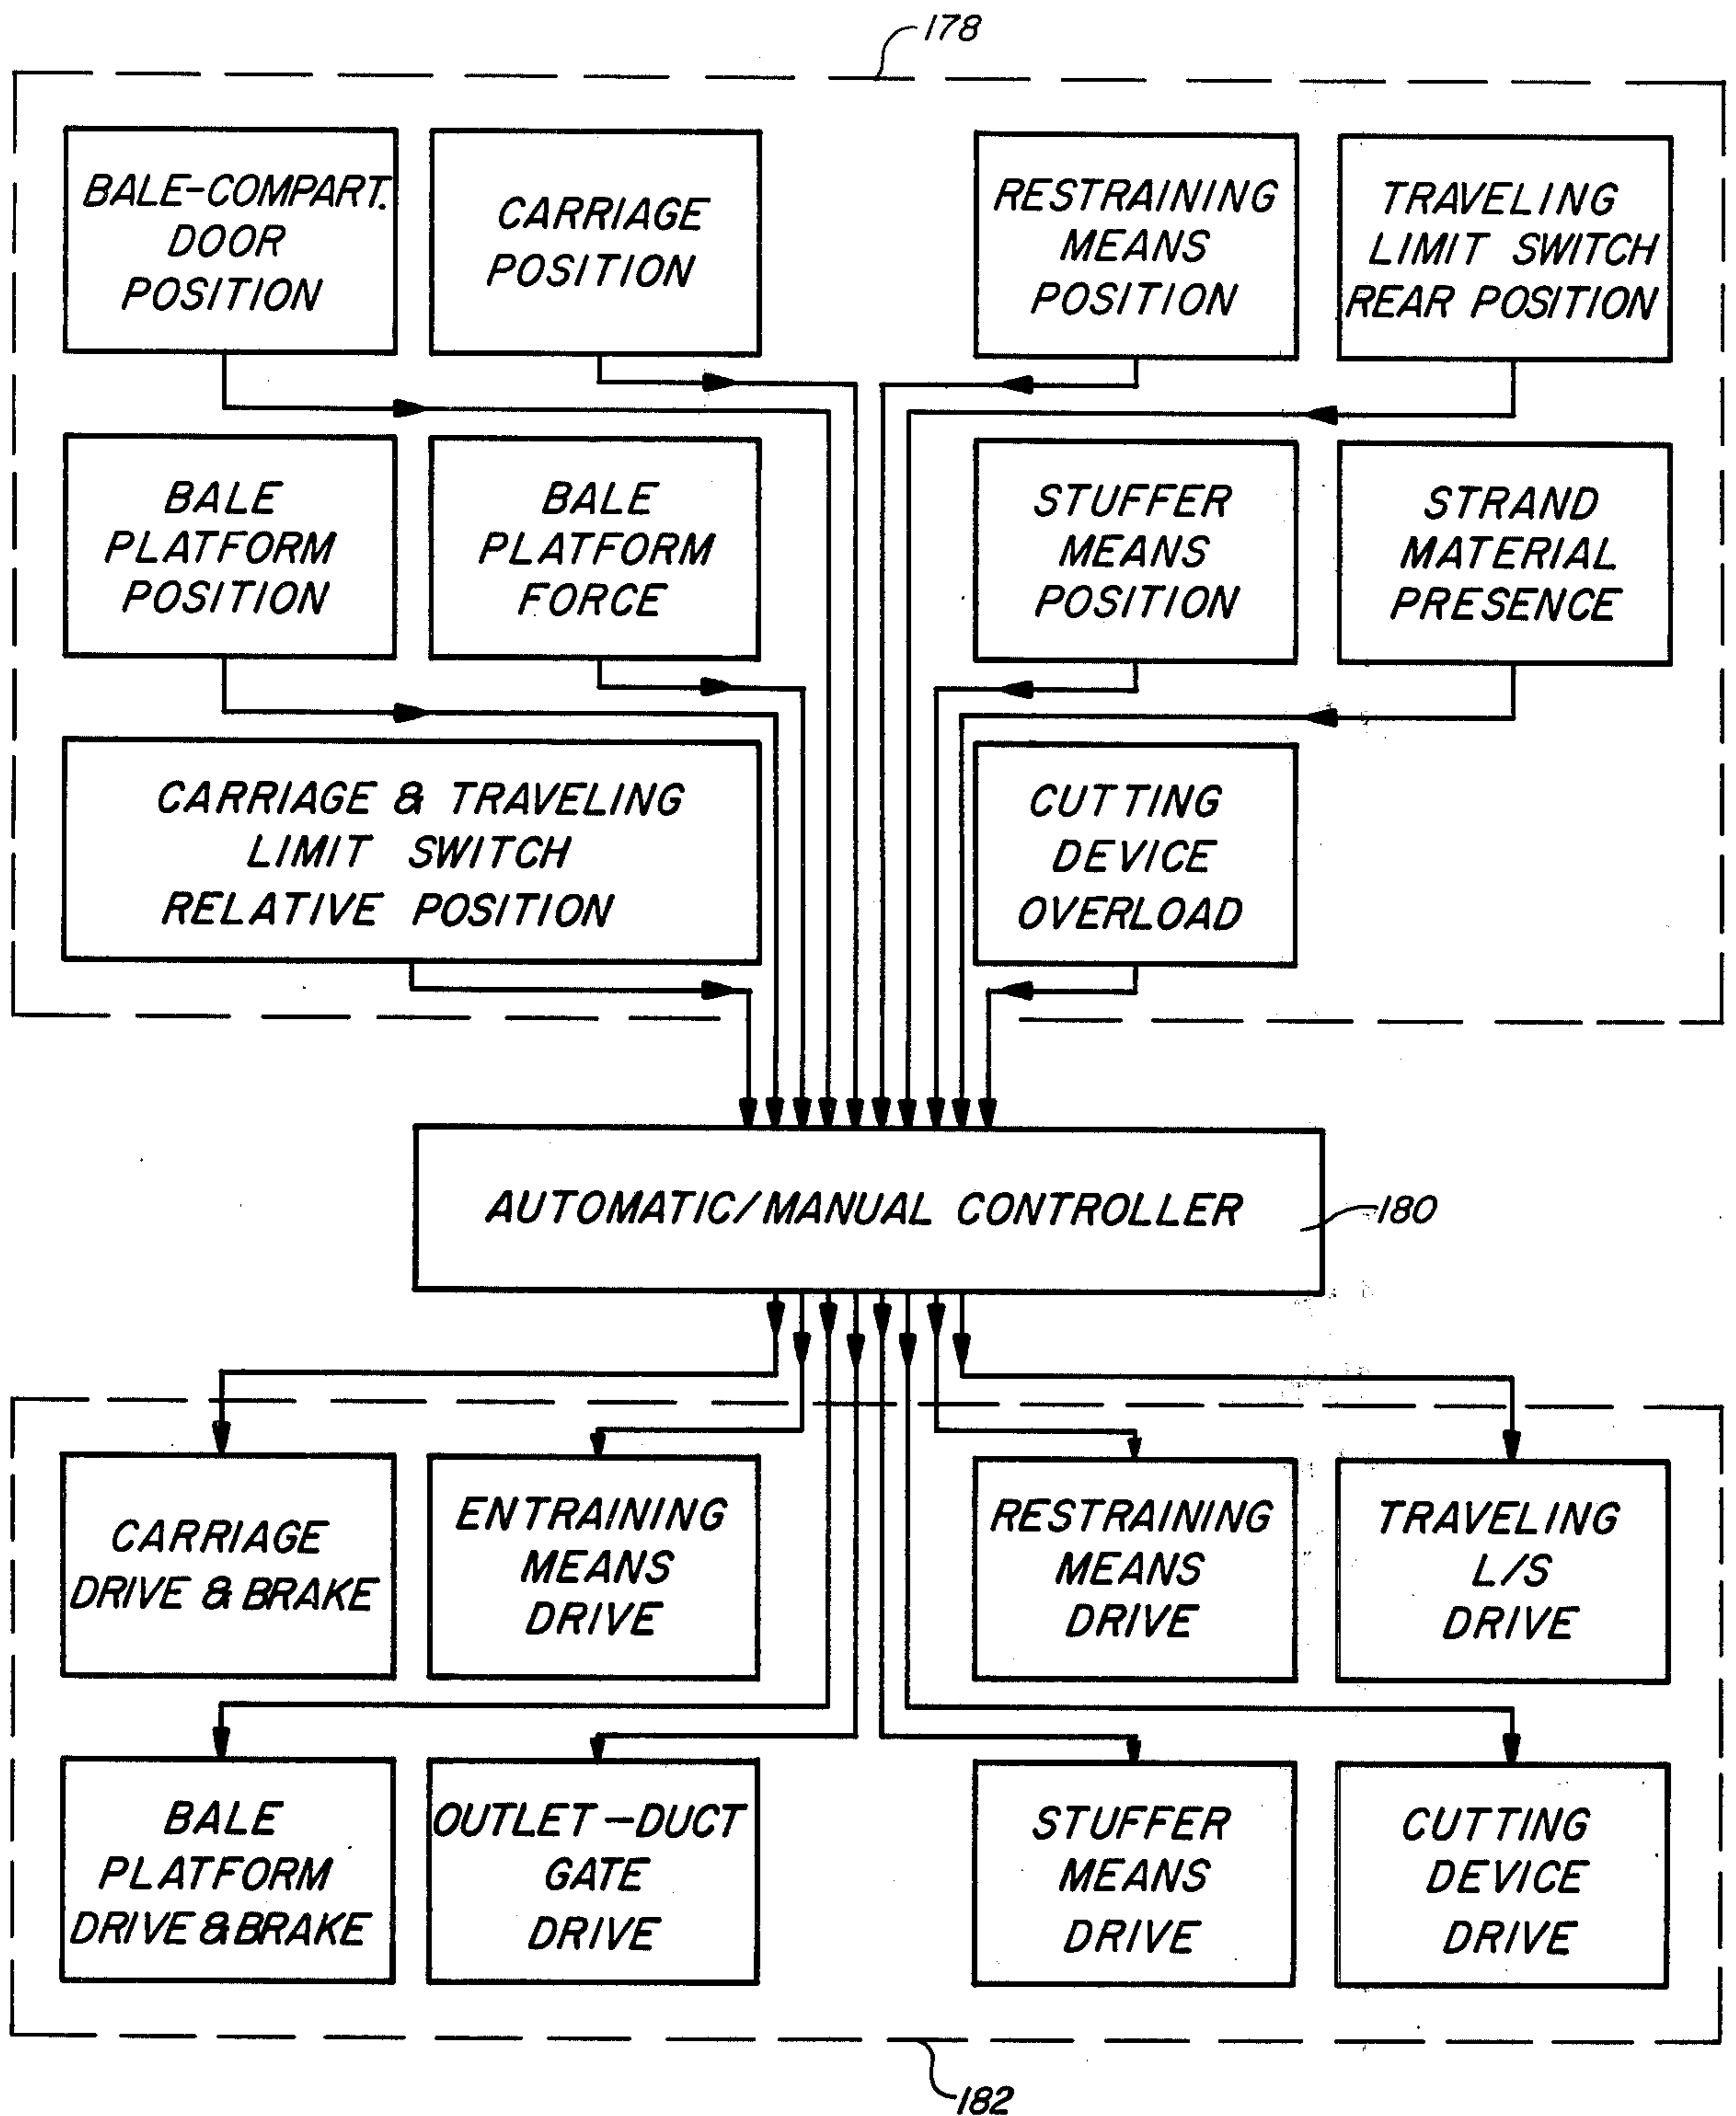 178
BALE-COMPART.
DOOR
POSITION
CARRIAGE
POSITION
RESTRAINING
MEANS
POSITION
TRAVELING
LIMIT SWITCH
REAR POSITION
BALE
PLATFORM
POSITION
BALE
PLATFORM
FORCE
STUFFER
MEANS
POSITION
STRAND
MATERIAL
PRESENCE
CARRIAGE & TRAVELING
LIMIT SWITCH
RELATIVE POSITION
CUTTING
DEVICE
OVERLOAD
AUTOMATIC/MANUAL CONTROLLER
180
CARRIAGE
DRIVE & BRAKE
ENTRAINING
MEANS
DRIVE
RESTRAINING
MEANS
DRIVE
TRAVELING
L/S
DRIVE
BALE
PLATFORM
DRIVE & BRAKE
OUTLET-DUCT
GATE
DRIVE
STUFFER
MEANS
DRIVE
CUTTING
DEVICE
DRIVE
182